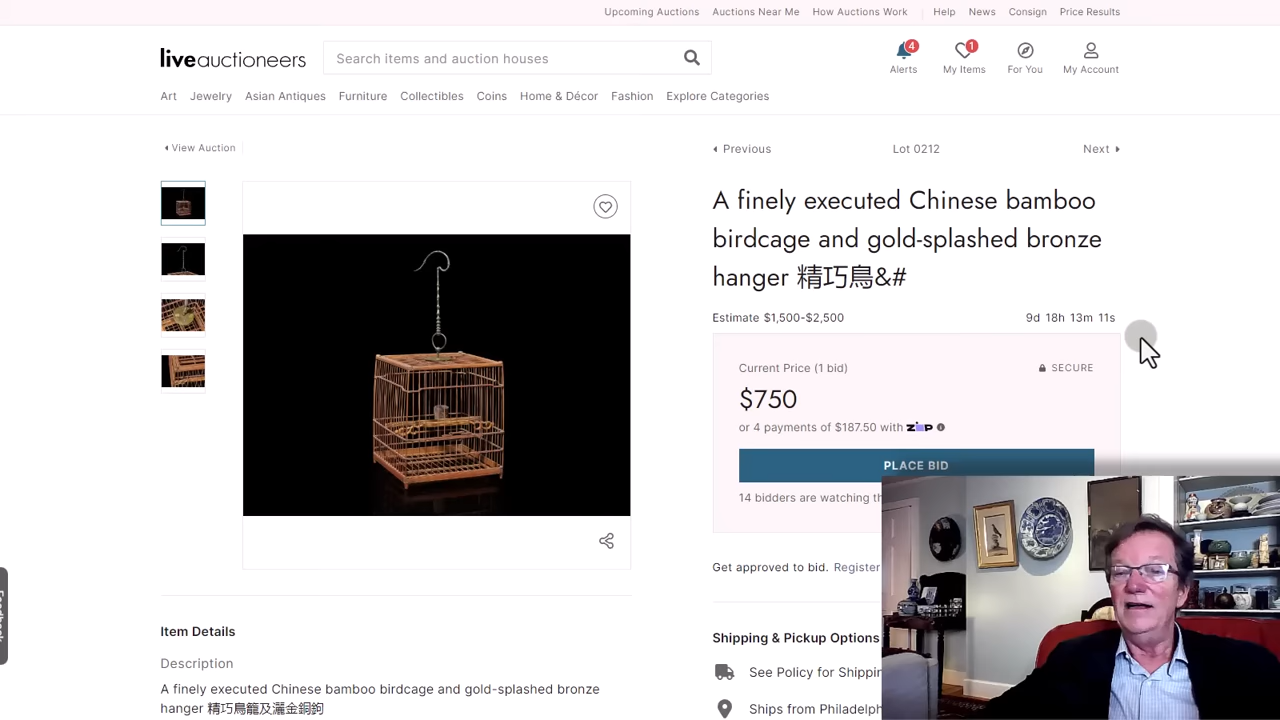 Upcoming Auctions Auctions Near Me How Auctions Work Help News Consign Price Results
liveauctioneers Search items and auction houses
4 1
Alerts My Items For You My Account
Art Jewelry Asian Antiques Furniture Collectibles Coins Home & Décor Fashion Explore Categories
View Auction
Previous Lot 0212 Next
A finely executed Chinese bamboo
birdcage and gold-splashed bronze
hanger 精巧鳥&#
Estimate $1,500-$2,500 9d 18h 13m 11s
Current Price (1 bid) SECURE
$750
or 4 payments of $187.50 with ZIP
PLACE BID
14 bidders are watching th
Get approved to bid. Register
Shipping & Pickup Options
See Policy for Shippin
Ships from Philadelph
Item Details
Description
A finely executed Chinese bamboo birdcage and gold-splashed bronze
hanger 精巧鳥籠及灑金銅鉤